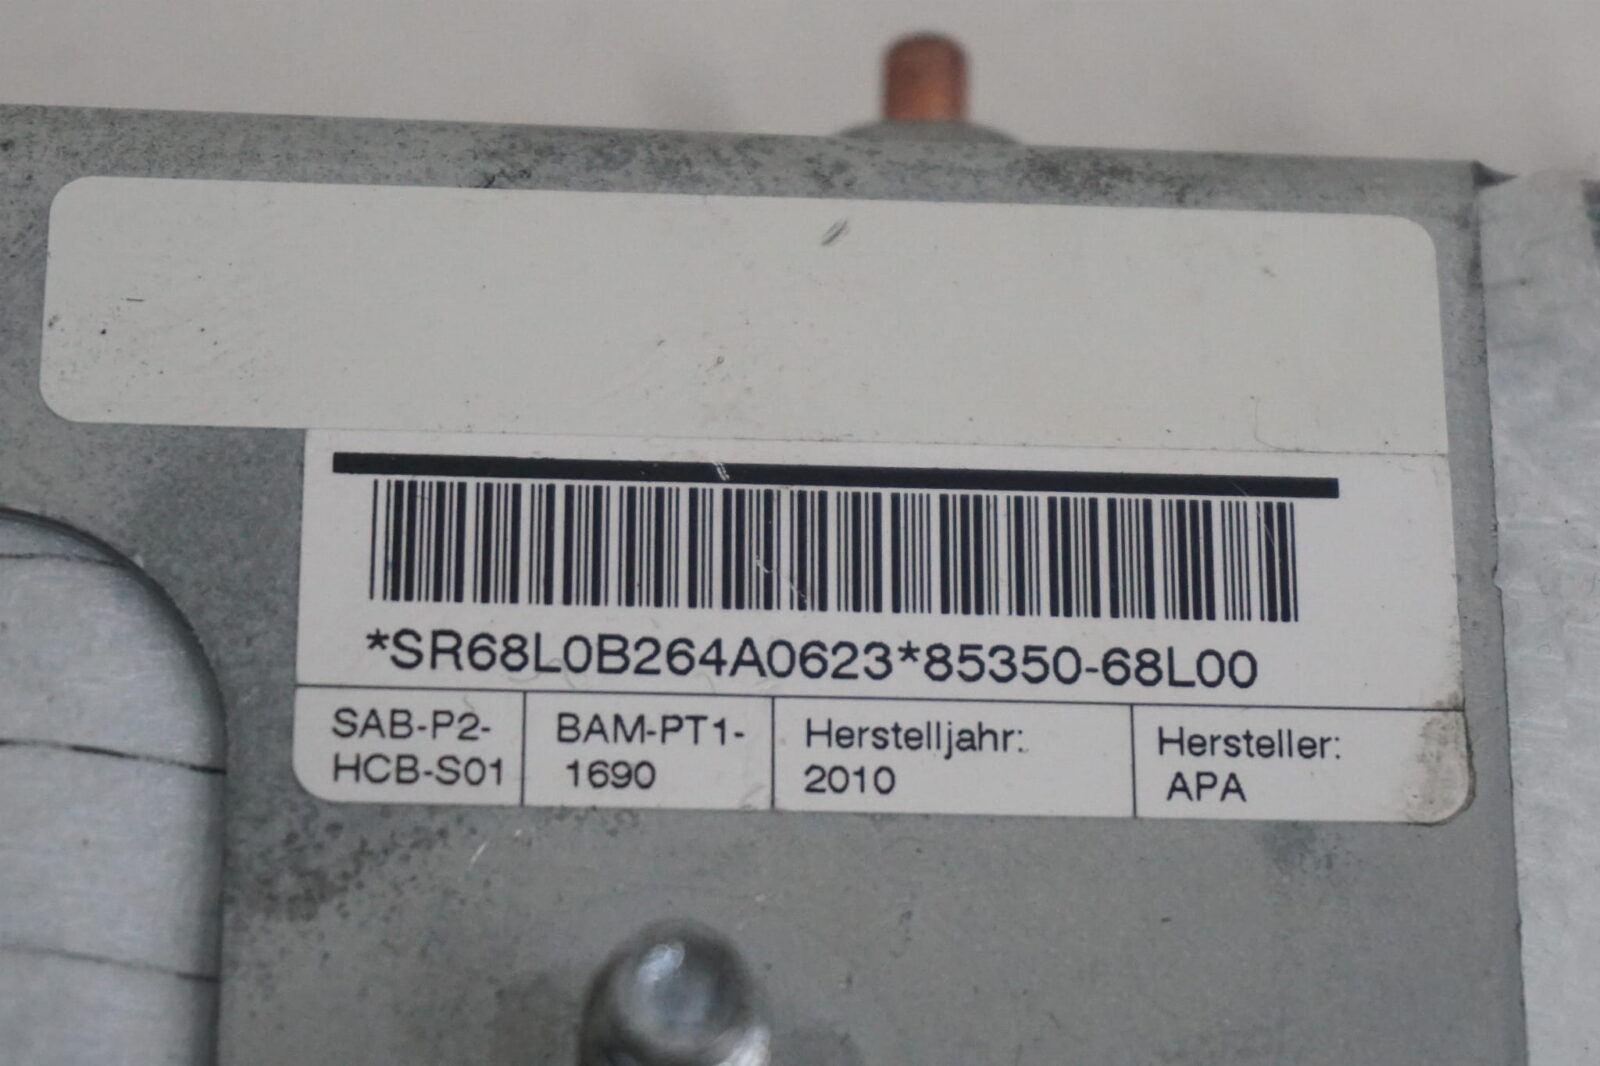 *SR68L0B264A0623*85350-68L00
SAB-P2-
HCB-S01
BAM-PT1-
1690
Herstelljahr:
2010
Hersteller:
APA